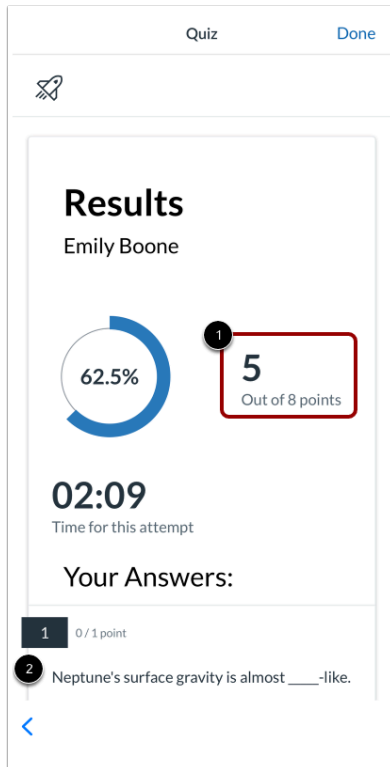 Quiz
Done
Results
Emily Boone
62.5%
1
5
Out of 8 points
02:09
Time for this attempt
Your Answers:
1
0 / 1 point
2
Neptune's surface gravity is almost ____-like.